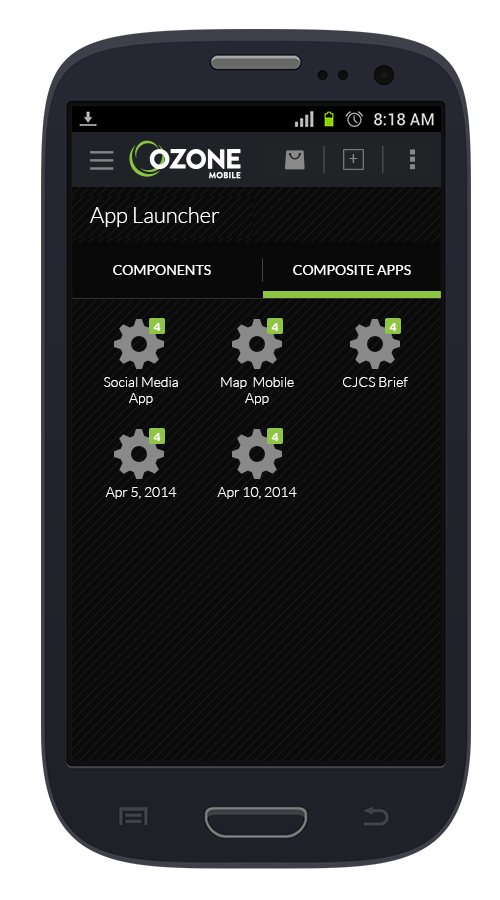 8:18 AM
OZONE
MOBILE
App Launcher
COMPONENTS COMPOSITE APPS
4 4 4
Social Media Map Mobile CJCS Brief
App App
4 4
Apr 5, 2014 Apr 10, 2014